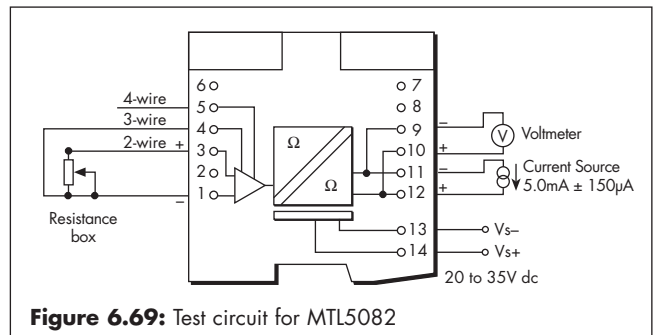 6 7
5 8
4 9
3 10
2 11
1 12
13
14
4-wire
3-wire
2-wire +
–
Resistance
box
Ω
Ω
–
+
–
+
V
Voltmeter
Current Source
5.0mA ± 150μA
Vs–
Vs+
20 to 35V dc
Figure 6.69: Test circuit for MTL5082